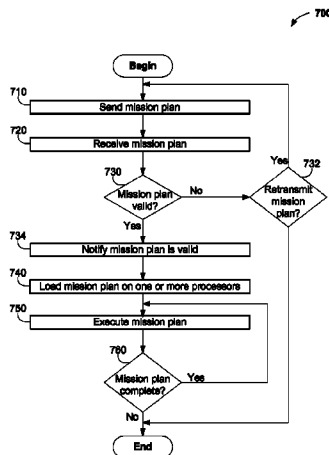 700
Begin
710
Send mission plan
720
Receive mission plan
730
Mission plan
valid?
No
Yes
732
Retransmit
mission
plan?
Yes
734
Notify mission plan is valid
740
Load mission plan on one or more processors
750
Execute mission plan
760
Mission plan
complete?
Yes
No
End